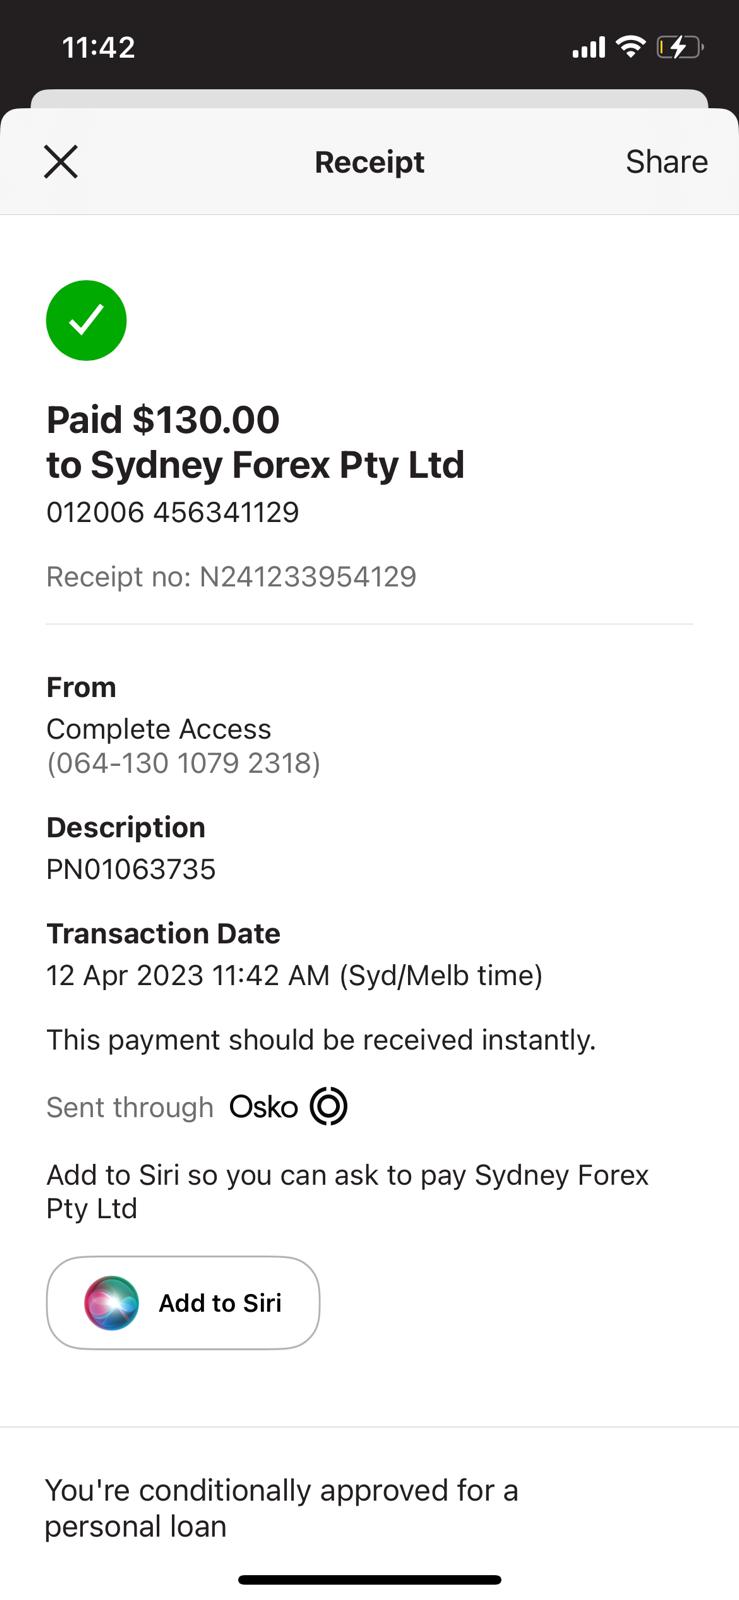 11:42
Receipt
Share
Paid $130.00
to Sydney Forex Pty Ltd
012006 456341129
Receipt no: N241233954129
From
Complete Access
(064-130 1079 2318)
Description
PN01063735
Transaction Date
12 Apr 2023 11:42 AM (Syd/Melb time)
This payment should be received instantly.
Sent through Osko
Add to Siri so you can ask to pay Sydney Forex
Pty Ltd
Add to Siri
You're conditionally approved for a
personal loan